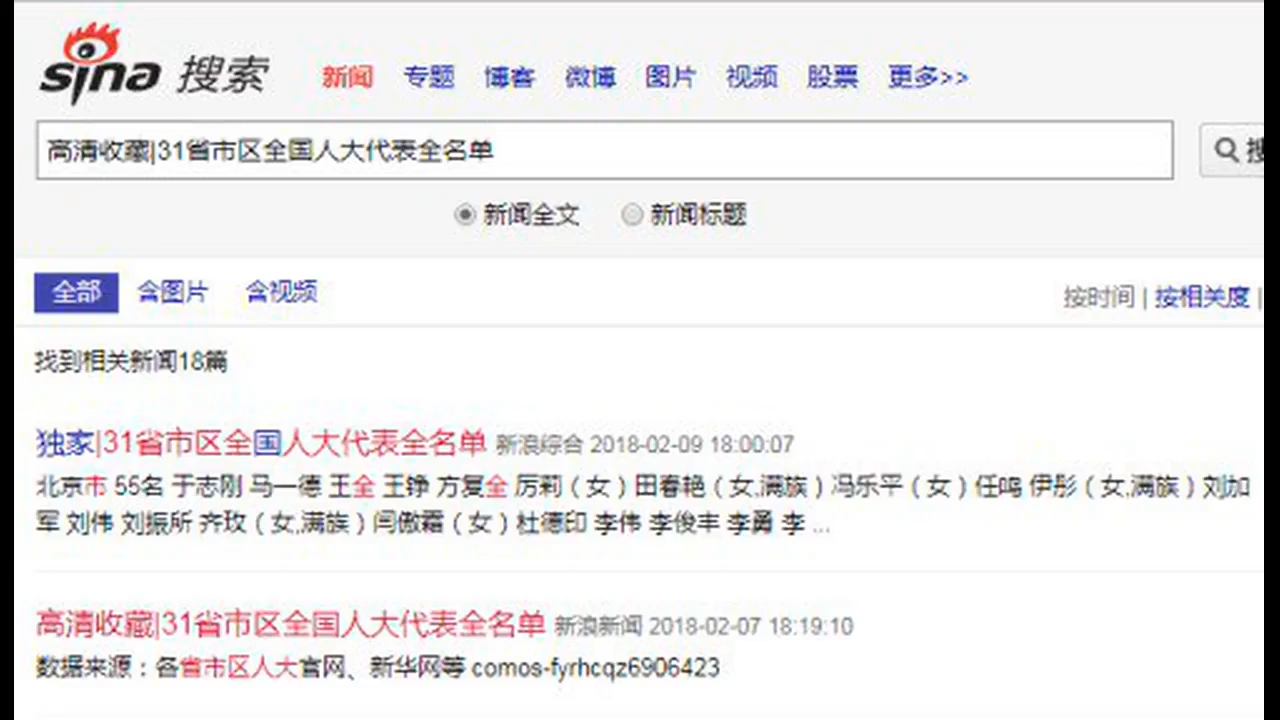 sina 搜索 新闻 专题 博客 微博 图片 视频 股票 更多>>
高清收藏|31省市区全国人大代表全名单
新闻全文 新闻标题
全部 含图片 含视频 按时间 | 按相关度 |
找到相关新闻18篇
独家|31省市区全国人大代表全名单 新浪综合 2018-02-09 18:00:07
北京市 55名 于志刚 马一德 王全 王铮 方复全 厉莉（女）田春艳（女,满族）冯乐平（女）任鸣 伊彤（女,满族）刘加
军 刘伟 刘振所 齐玫（女,满族）闫傲霜（女）杜德印 李伟 李俊丰 李勇 李 ...
高清收藏|31省市区全国人大代表全名单 新浪新闻 2018-02-07 18:19:10
数据来源：各省市区人大官网、新华网等 comos-fyrhcqz6906423